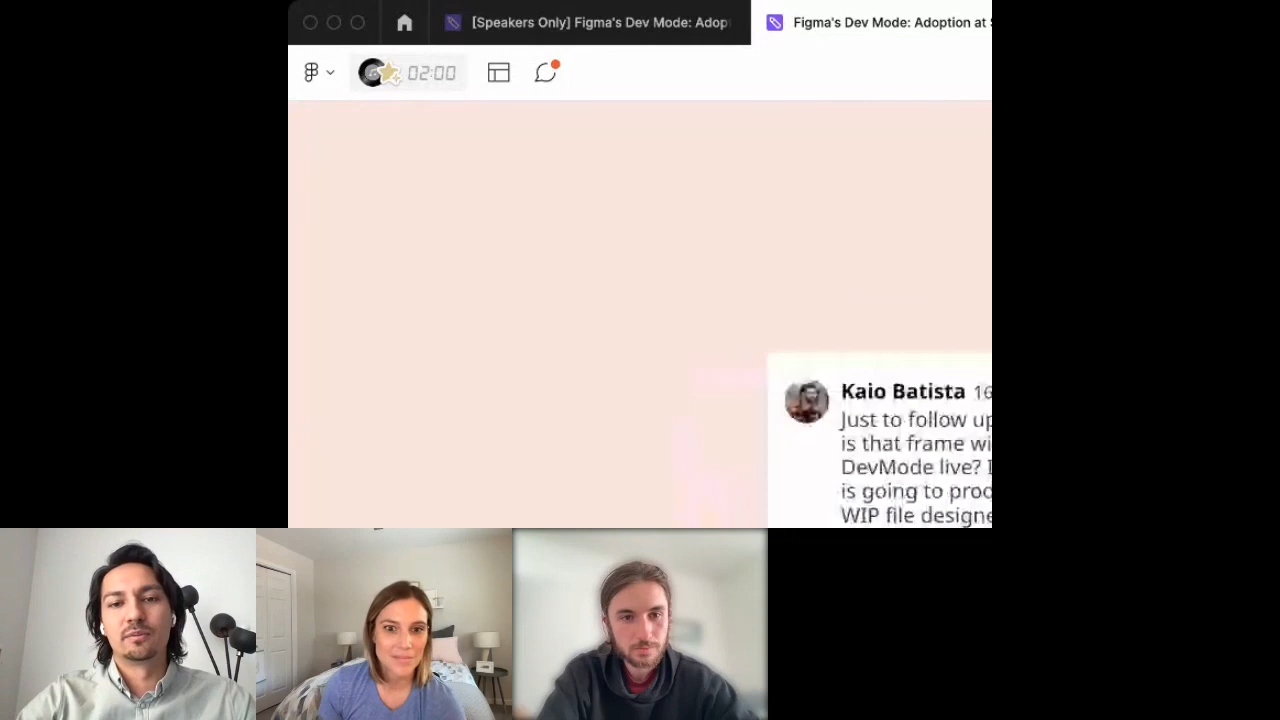 [Speakers Only] Figma's Dev Mode: Adop
Figma's Dev Mode: Adoption at S
02:00
Kaio Batista 16
Just to follow up
is that frame wi
DevMode live? I
is going to proc
WIP file designe